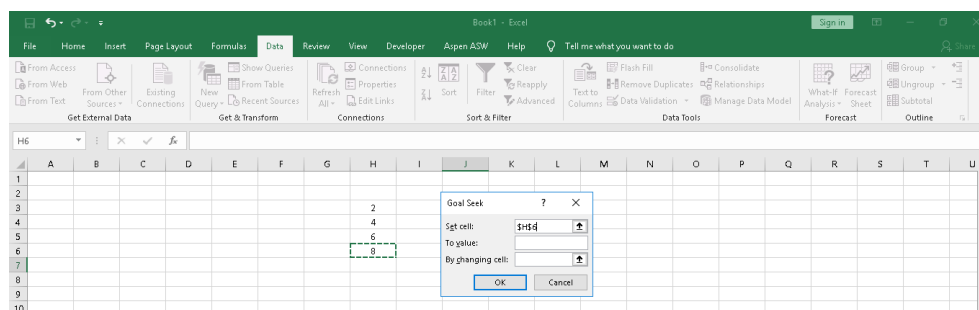 Book1 - Excel
Sign in
File Home Insert Page Layout Formulas Data Review View Developer Aspen ASW Help Tell me what you want to do Share
From Access
From Web
From Text
From Other Sources
Existing Connections
Get External Data
New Query
Show Queries
From Table
Recent Sources
Get & Transform
Refresh All
Connections
Properties
Edit Links
Connections
Sort
Filter
Clear
Reapply
Advanced
Sort & Filter
Text to Columns
Flash Fill
Remove Duplicates
Data Validation
Consolidate
Relationships
Manage Data Model
Data Tools
What-If Analysis
Forecast Sheet
Forecast
Group
Ungroup
Subtotal
Outline
H6 fx
A B C D E F G H I J K L M N O P Q R S T U
1
2
3 2
4 4
5 6
6 8
7
8
9
10
Goal Seek ?
Set cell: $H$6
To value:
By changing cell:
OK Cancel